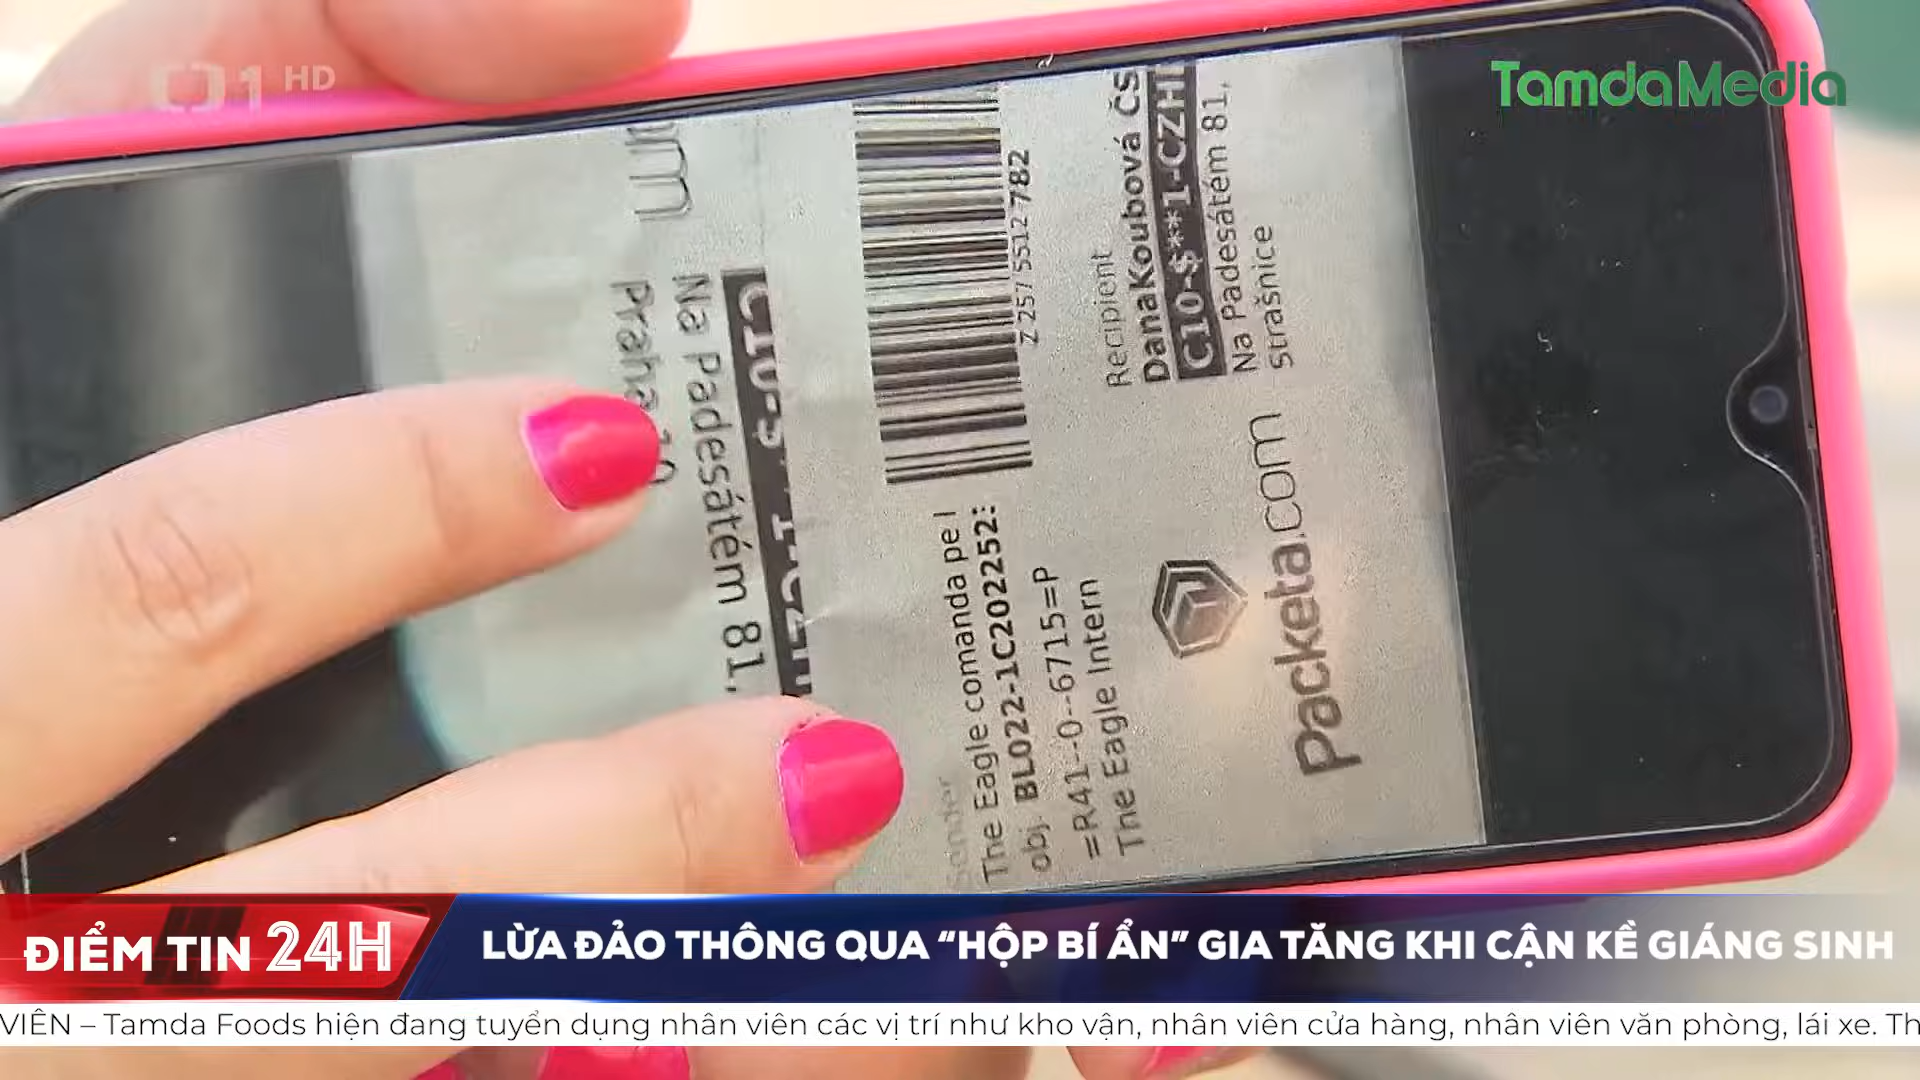 1 HD
TamdaMedia
Na Padesátém 81,
Z 257 5512 782
Recipient
DanaKoubová ČS
C10-$***1-CZHI
Na Padesátém 81,
Strašnice
Sender
The Eagle comanda pe I
obj. BL022-1C202252:
=R41--0--6715=P
The Eagle Intern
Packeta.com
ĐIỂM TIN 24H
LỪA ĐẢO THÔNG QUA “HỘP BÍ ẨN” GIA TĂNG KHI CẬN KỀ GIÁNG SINH
VIÊN – Tamda Foods hiện đang tuyển dụng nhân viên các vị trí như kho vận, nhân viên cửa hàng, nhân viên văn phòng, lái xe. Th